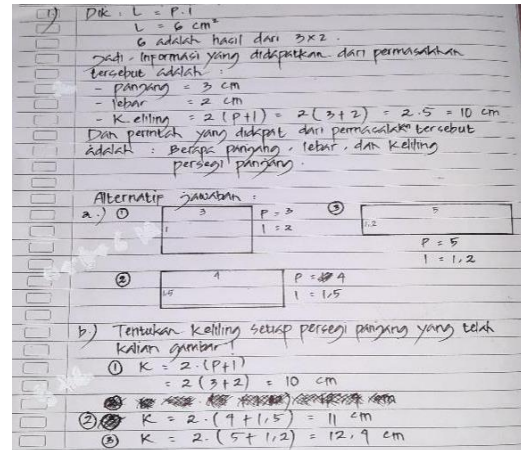 1) Dik : L = P.l
L = 6 cm²
6 adalah hasil dari 3×2.
Jadi, informasi yang didapatkan dari permasalahan
tersebut adalah :
- panjang = 3 cm
- lebar = 2 cm
- K. eliling = 2 (P+l) = 2 (3+2) = 2.5 = 10 cm
Dan perintah yang didapat dari permasalahan tersebut
adalah : Berapa panjang, lebar, dan keliling
persegi panjang.
Alternatif jawaban :
a.) ① 3 P = 3
l = 2
③ 5
1,2
P = 5
l = 1,2
② 4 P = 4
1,5 l = 1,5
b.) Tentukan keliling setiap persegi panjang yang telah
kalian gambar!
① K = 2.(P+l)
= 2 (3+2) = 10 cm
② K = 2.(4+1,5) = 11 cm
③ K = 2.(5+1,2) = 12,4 cm